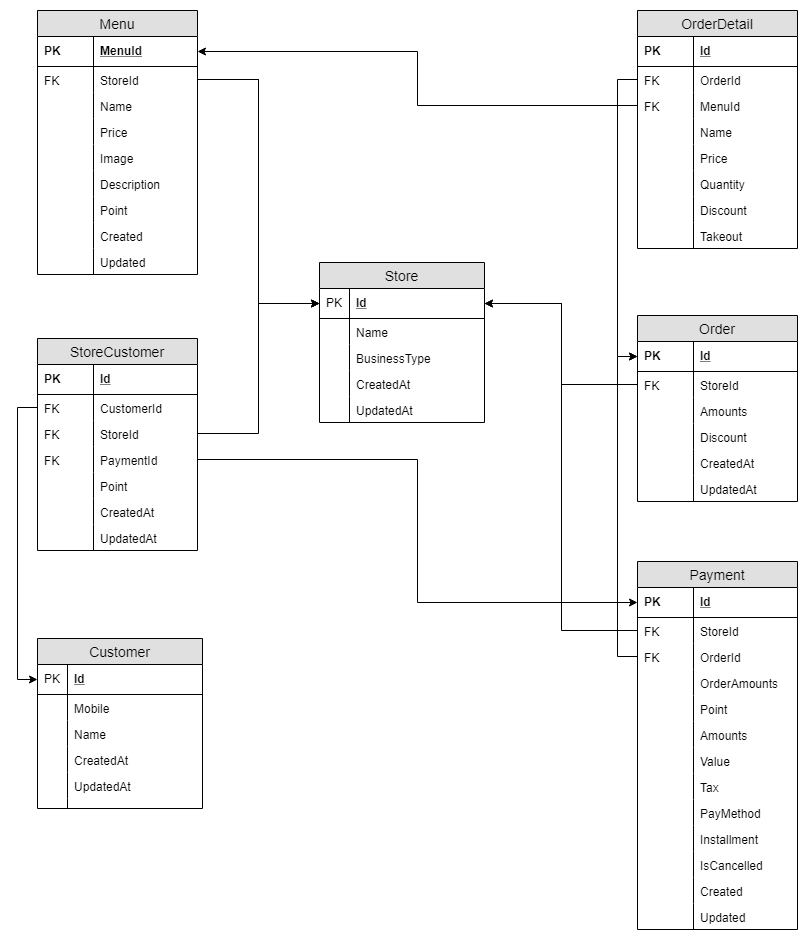 Menu
PK MenuId
FK StoreId
Name
Price
Image
Description
Point
Created
Updated
OrderDetail
PK Id
FK OrderId
FK MenuId
Name
Price
Quantity
Discount
Takeout
Store
PK Id
Name
BusinessType
CreatedAt
UpdatedAt
StoreCustomer
PK Id
FK CustomerId
FK StoreId
FK PaymentId
Point
CreatedAt
UpdatedAt
Order
PK Id
FK StoreId
Amounts
Discount
CreatedAt
UpdatedAt
Customer
PK Id
Mobile
Name
CreatedAt
UpdatedAt
Payment
PK Id
FK StoreId
FK OrderId
OrderAmounts
Point
Amounts
Value
Tax
PayMethod
Installment
IsCancelled
Created
Updated